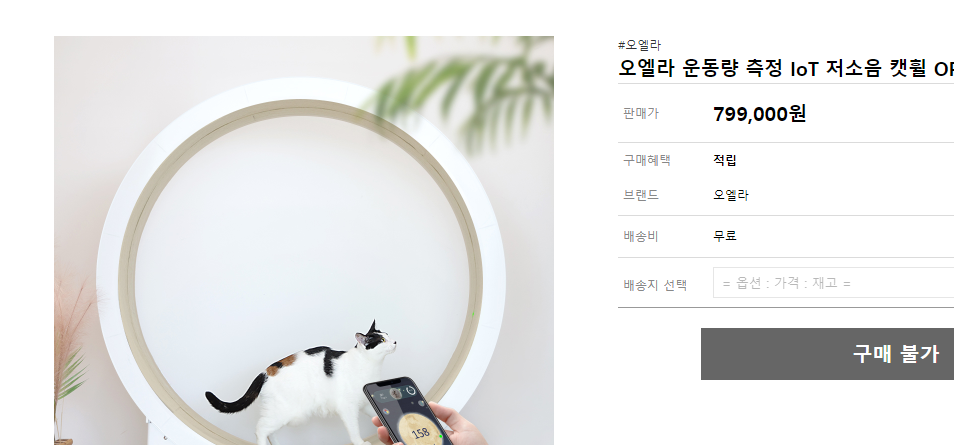 #오엘라
오엘라 운동량 측정 IoT 저소음 캣휠
판매가 799,000원
구매혜택 적립
브랜드 오엘라
배송비 무료
배송지 선택 = 옵션 : 가격 : 재고 =
구매 불가
158